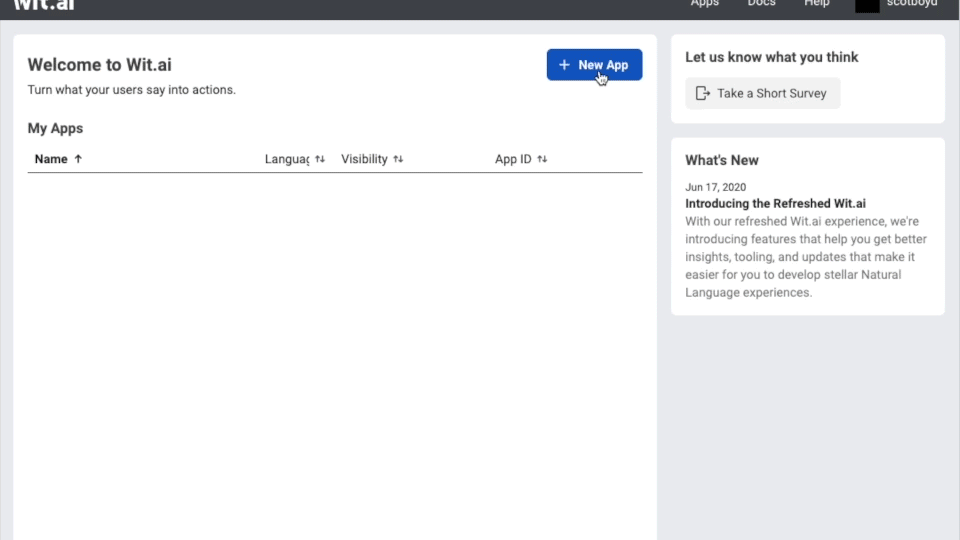 wit.ai
Apps Docs Help scotboyd
Welcome to Wit.ai
+ New App
Turn what your users say into actions.
My Apps
Name ↑ Languag ↑↓ Visibility ↑↓ App ID ↑↓
Let us know what you think
Take a Short Survey
What's New
Jun 17, 2020
Introducing the Refreshed Wit.ai
With our refreshed Wit.ai experience, we're
introducing features that help you get better
insights, tooling, and updates that make it
easier for you to develop stellar Natural
Language experiences.